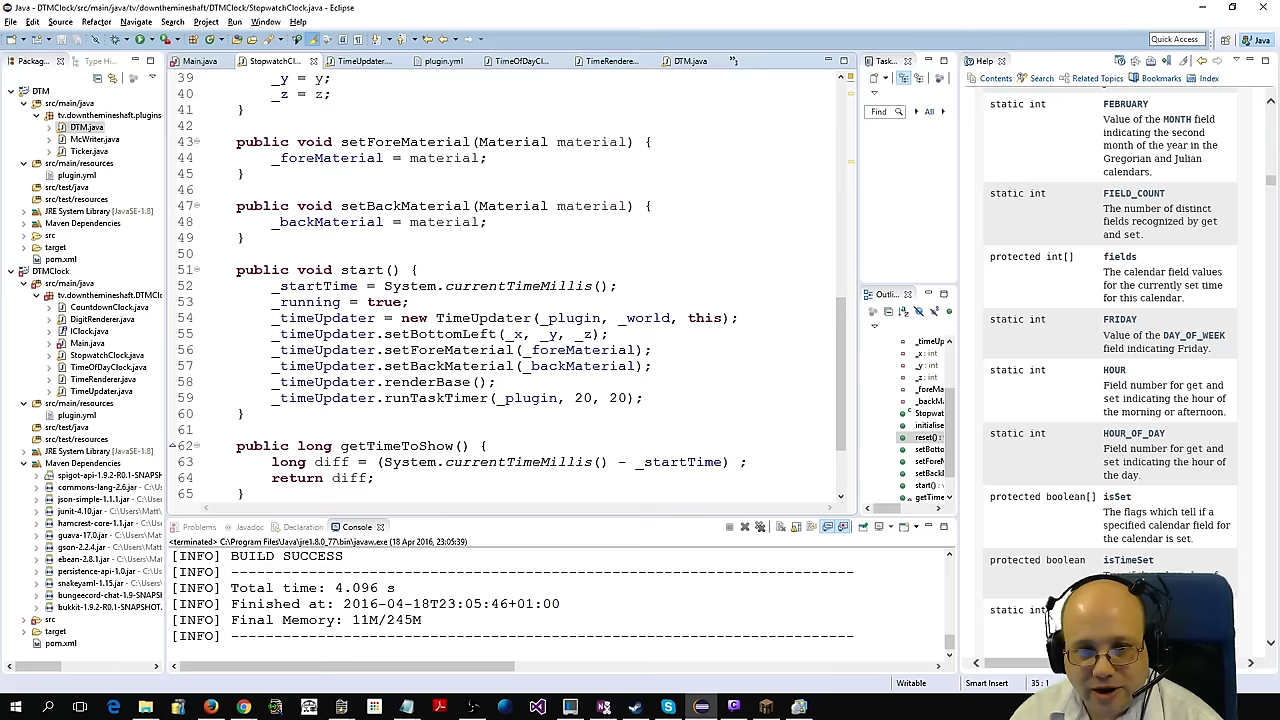 Java - DTMClock/src/main/java/tv/downthemineshaft/DTMClock/StopwatchClock.java - Eclipse
File Edit Source Refactor Navigate Search Project Run Window Help
Quick Access
Java
Packag...
Type Hi...
Main.java
StopwatchCl...
TimeUpdater....
plugin.yml
TimeOfDayCl...
TimeRendere...
DTM.java
Task...
Help
DTM
src/main/java
tv.downthemineshaft.plugins
DTM.java
McWriter.java
Ticker.java
src/main/resources
plugin.yml
src/test/java
src/test/resources
JRE System Library [JavaSE-1.8]
Maven Dependencies
src
target
pom.xml
DTMClock
src/main/java
tv.downthemineshaft.DTMClo
CountdownClock.java
DigitRenderer.java
IClock.java
Main.java
StopwatchClock.java
TimeOfDayClock.java
TimeRenderer.java
TimeUpdater.java
src/main/resources
plugin.yml
src/test/java
src/test/resources
JRE System Library [JavaSE-1.8]
Maven Dependencies
spigot-api-1.9.2-R0.1-SNAPSH
commons-lang-2.6.jar - C:\Us
json-simple-1.1.1.jar - C:\Users
junit-4.10.jar - C:\Users\Matt
hamcrest-core-1.1.jar - C:\User
guava-17.0.jar - C:\Users\Matt
gson-2.2.4.jar - C:\Users\Matt
ebean-2.8.1.jar - C:\Users\Mat
persistence-api-1.0.jar - C:\Us
snakeyaml-1.15.jar - C:\Users\
bungeecord-chat-1.9-SNAPSH
bukkit-1.9.2-R0.1-SNAPSHOT.
src
target
pom.xml
39 _y = y;
40 _z = z;
41 }
42
43 public void setForeMaterial(Material material) {
44 _foreMaterial = material;
45 }
46
47 public void setBackMaterial(Material material) {
48 _backMaterial = material;
49 }
50
51 public void start() {
52 _startTime = System.currentTimeMillis();
53 _running = true;
54 _timeUpdater = new TimeUpdater(_plugin, _world, this);
55 _timeUpdater.setBottomLeft(_x, _y, _z);
56 _timeUpdater.setForeMaterial(_foreMaterial);
57 _timeUpdater.setBackMaterial(_backMaterial);
58 _timeUpdater.renderBase();
59 _timeUpdater.runTaskTimer(_plugin, 20, 20);
60 }
61
62 public long getTimeToShow() {
63 long diff = (System.currentTimeMillis() - _startTime) ;
64 return diff;
65 }
Find
All
Outli...
_timeUp
_x : int
_y : int
_z : int
_foreMa
_backMa
Stopwat
initialise
reset() :
setBotto
setForeM
setBackM
start() : v
getTime
Contents Search Related Topics Bookmarks Index
static int FEBRUARY
Value of the MONTH field
indicating the second
month of the year in the
Gregorian and Julian
calendars.
static int FIELD_COUNT
The number of distinct
fields recognized by get
and set.
protected int[] fields
The calendar field values
for the currently set time
for this calendar.
static int FRIDAY
Value of the DAY_OF_WEEK
field indicating Friday.
static int HOUR
Field number for get and
set indicating the hour of
the morning or afternoon.
static int HOUR_OF_DAY
Field number for get and
set indicating the hour of
the day.
protected boolean[] isSet
The flags which tell if a
specified calendar field for
the calendar is set.
protected boolean isTimeSet
static int
Problems Javadoc Declaration Console
<terminated> C:\Program Files\Java\jre1.8.0_77\bin\javaw.exe (18 Apr 2016, 23:05:39)
[INFO] BUILD SUCCESS
[INFO] ------------------------------------------------------------------------
[INFO] Total time: 4.096 s
[INFO] Finished at: 2016-04-18T23:05:46+01:00
[INFO] Final Memory: 11M/245M
[INFO] ------------------------------------------------------------------------
Writable Smart Insert 35 : 1